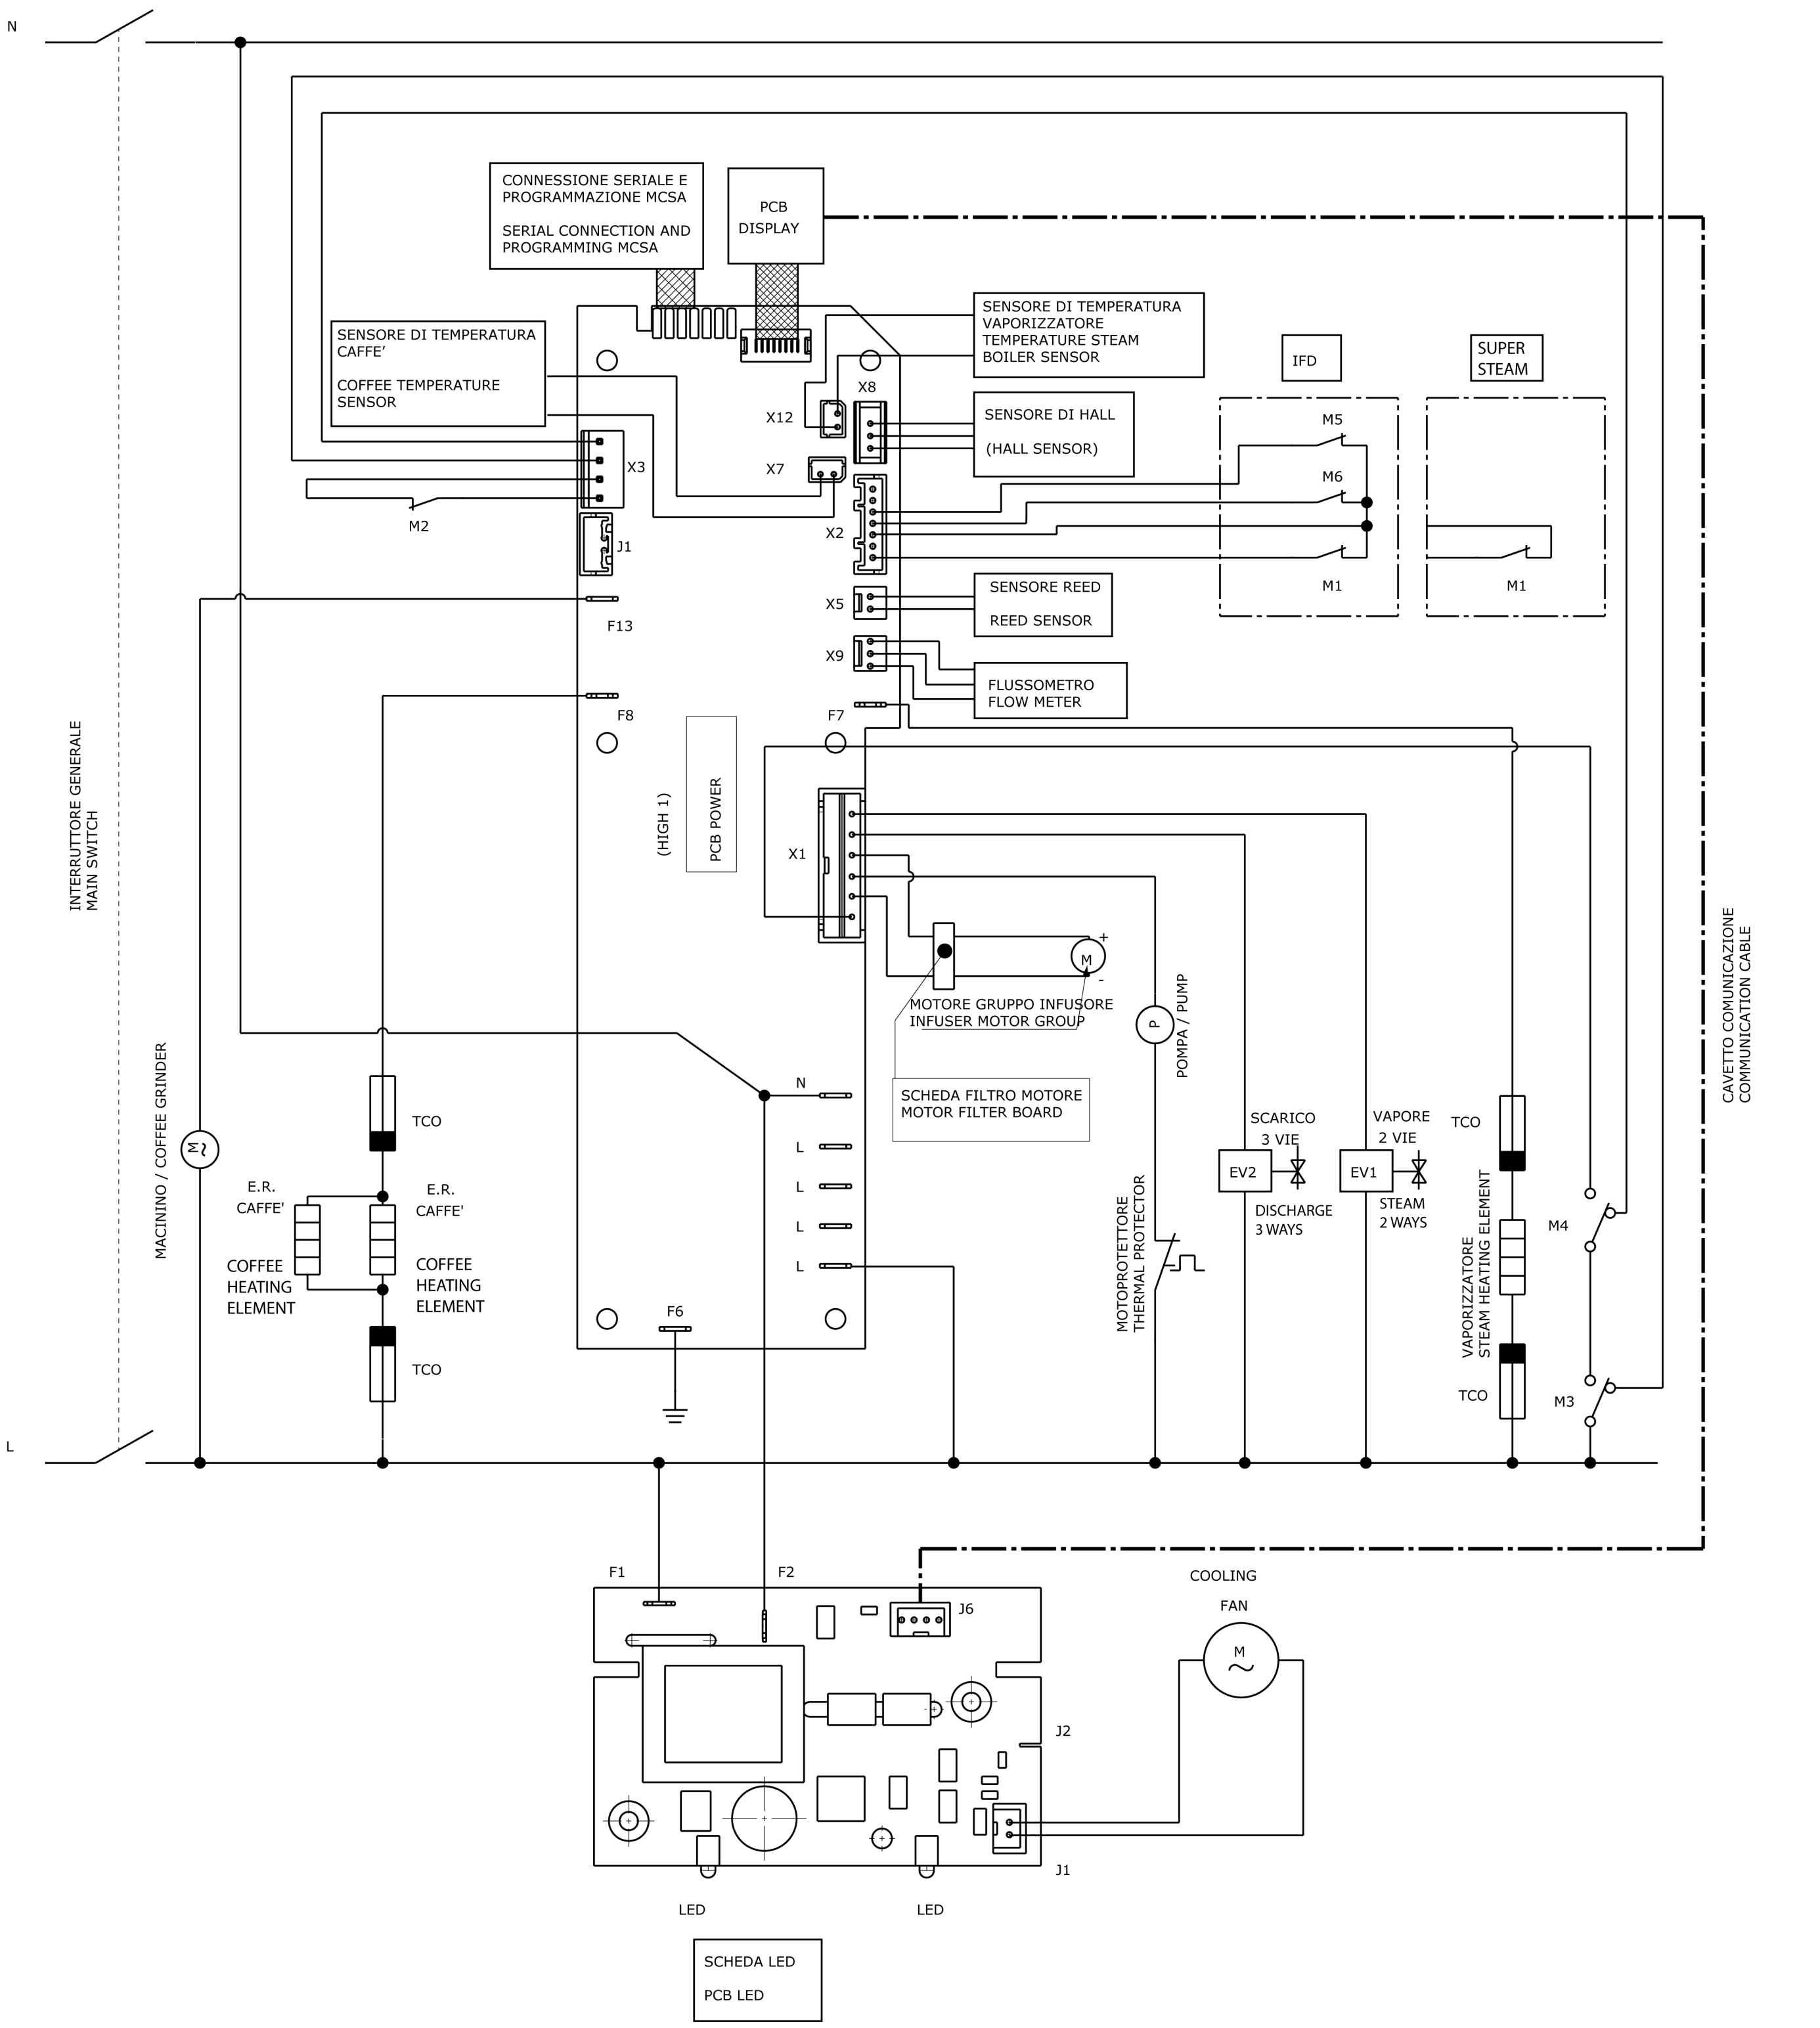 N
CONNESSIONE SERIALE E
PROGRAMMAZIONE MCSA
SERIAL CONNECTION AND
PROGRAMMING MCSA
PCB
DISPLAY
SENSORE DI TEMPERATURA
VAPORIZZATORE
TEMPERATURE STEAM
BOILER SENSOR
SENSORE DI TEMPERATURA
CAFFE’
COFFEE TEMPERATURE
SENSOR
IFD
SUPER
STEAM
X8
X12
SENSORE DI HALL
(HALL SENSOR)
M5
X3
X7
M6
M2
X2
J1
M1
M1
SENSORE REED
REED SENSOR
X5
F13
X9
FLUSSOMETRO
FLOW METER
F8
F7
INTERRUTTORE GENERALE
MAIN SWITCH
(HIGH 1)
PCB POWER
X1
+
M
-
MOTORE GRUPPO INFUSORE
INFUSER MOTOR GROUP
POMPA / PUMP
P
CAVETTO COMUNICAZIONE
COMMUNICATION CABLE
N
SCHEDA FILTRO MOTORE
MOTOR FILTER BOARD
MACININO / COFFEE GRINDER
M
~
TCO
L
L
L
L
SCARICO
3 VIE
VAPORE
2 VIE
TCO
EV2
EV1
DISCHARGE
3 WAYS
STEAM
2 WAYS
E.R.
CAFFE'
E.R.
CAFFE'
COFFEE
HEATING
ELEMENT
COFFEE
HEATING
ELEMENT
MOTOPROTETTORE
THERMAL PROTECTOR
VAPORIZZATORE
STEAM HEATING ELEMENT
M4
F6
TCO
TCO
M3
L
F1
F2
J6
COOLING
FAN
M
~
J2
J1
LED
LED
SCHEDA LED
PCB LED